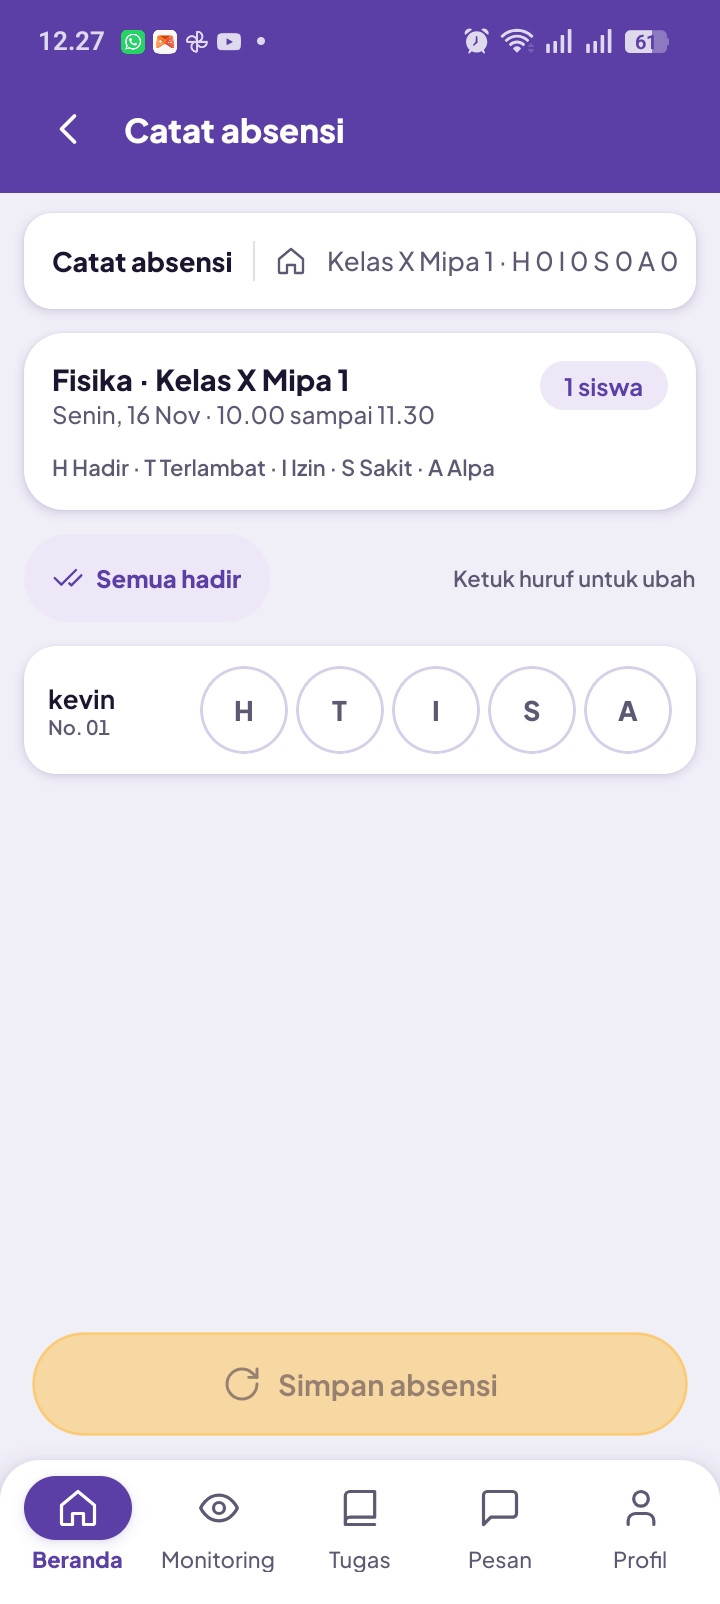 12.27
61
Catat absensi
Catat absensi Kelas X Mipa 1 · H 0 I 0 S 0 A 0
Fisika · Kelas X Mipa 1
1 siswa
Senin, 16 Nov · 10.00 sampai 11.30
H Hadir · T Terlambat · I Izin · S Sakit · A Alpa
Semua hadir
Ketuk huruf untuk ubah
kevin
No. 01
H T I S A
Simpan absensi
Beranda Monitoring Tugas Pesan Profil